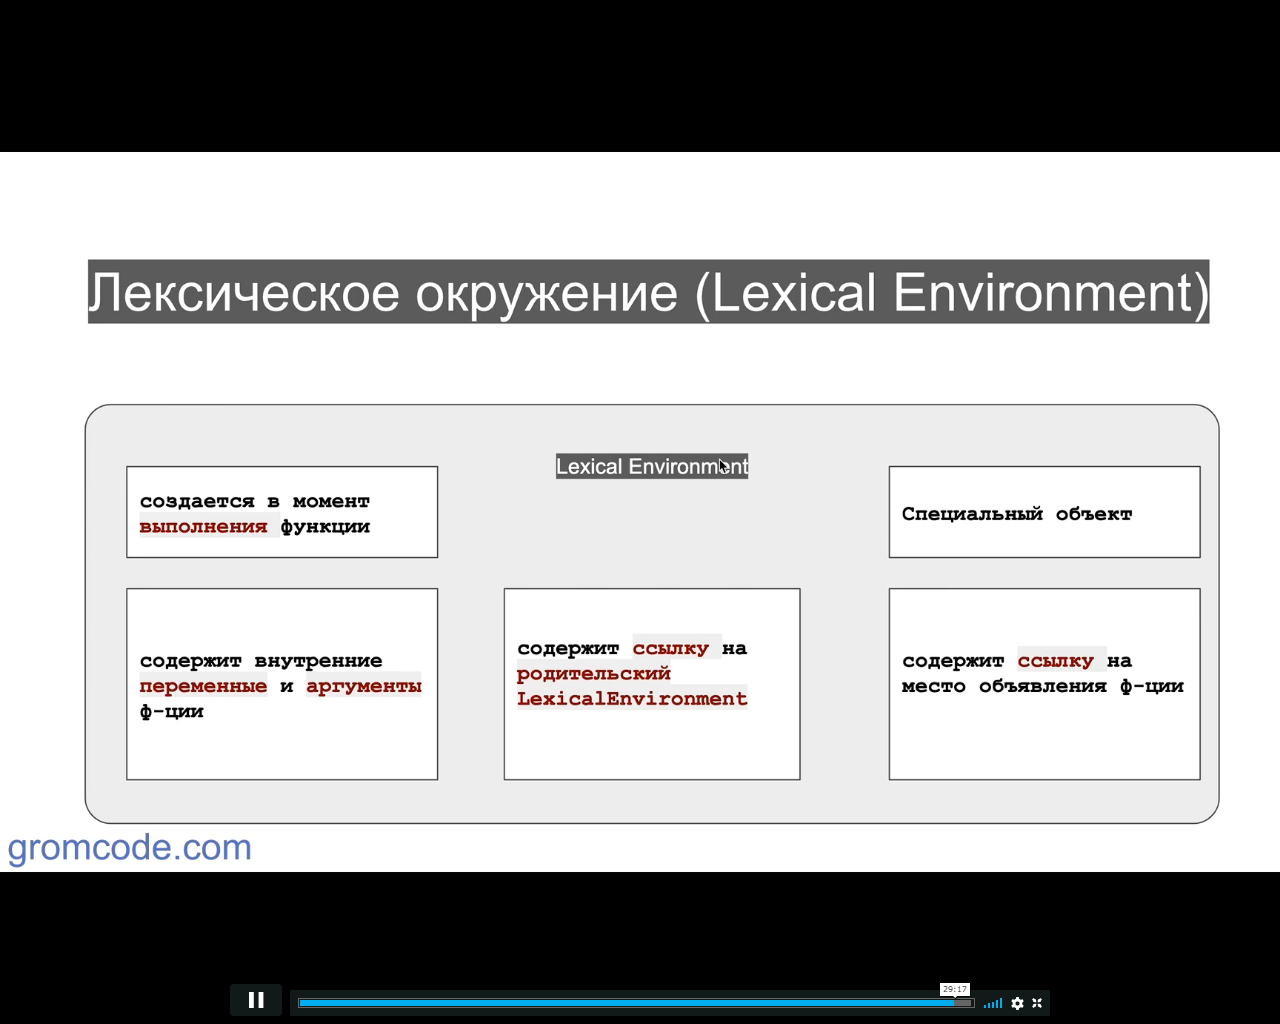 Лексическое окружение (Lexical Environment)
Lexical Environment
создается в момент
выполнения функции
Специальный объект
содержит внутренние
переменные и аргументы
ф-ции
содержит ссылку на
родительский
LexicalEnvironment
содержит ссылку на
место объявления ф-ции
gromcode.com
29:17